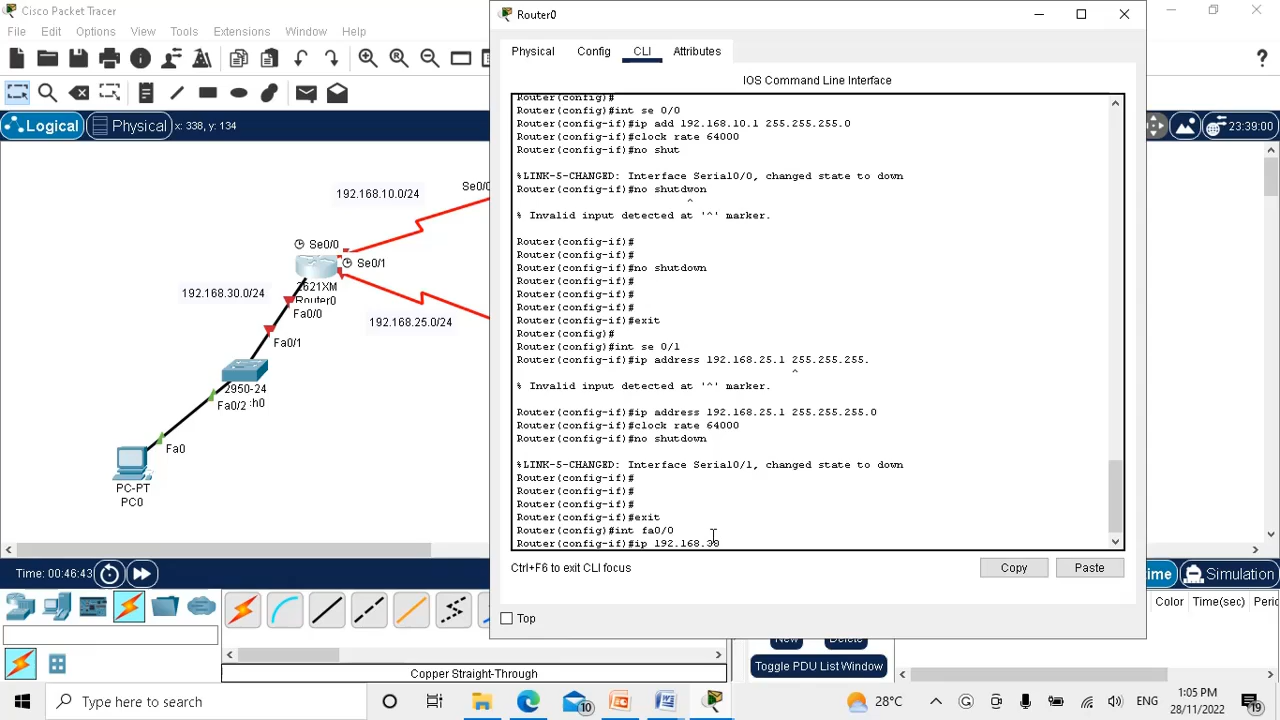 Cisco Packet Tracer
File Edit Options View Tools Extensions Window Help
Logical Physical x: 338, y: 134
23:39:00
192.168.10.0/24
Se0/0
Se0/0
Se0/1
2621XM
Router0
192.168.30.0/24
Fa0/0
192.168.25.0/24
Fa0/1
2950-24
Fa0/2 :h0
Fa0
PC-PT
PC0
Router0
Physical Config CLI Attributes
IOS Command Line Interface
Router(config)#
Router(config)#int se 0/0
Router(config-if)#ip add 192.168.10.1 255.255.255.0
Router(config-if)#clock rate 64000
Router(config-if)#no shut
%LINK-5-CHANGED: Interface Serial0/0, changed state to down
Router(config-if)#no shutdwon
^
% Invalid input detected at '^' marker.
Router(config-if)#
Router(config-if)#
Router(config-if)#no shutdown
Router(config-if)#
Router(config-if)#
Router(config-if)#
Router(config-if)#exit
Router(config)#
Router(config)#int se 0/1
Router(config-if)#ip address 192.168.25.1 255.255.255.
^
% Invalid input detected at '^' marker.
Router(config-if)#ip address 192.168.25.1 255.255.255.0
Router(config-if)#clock rate 64000
Router(config-if)#no shutdown
%LINK-5-CHANGED: Interface Serial0/1, changed state to down
Router(config-if)#
Router(config-if)#
Router(config-if)#
Router(config-if)#exit
Router(config)#int fa0/0
Router(config-if)#ip 192.168.30
Ctrl+F6 to exit CLI focus
Copy Paste
Top
Time: 00:46:43
ime Simulation
Color Time(sec) Perio
New Delete
Toggle PDU List Window
Copper Straight-Through
Type here to search
10
28°C
ENG
1:05 PM
28/11/2022
19